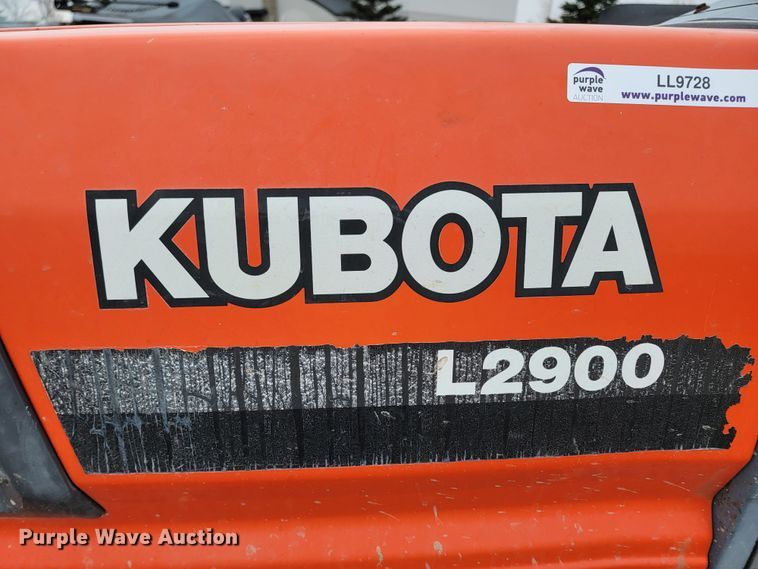 purple
wave
AUCTION
LL9728
www.purplewave.com
KUBOTA
L2900
Purple Wave Auction